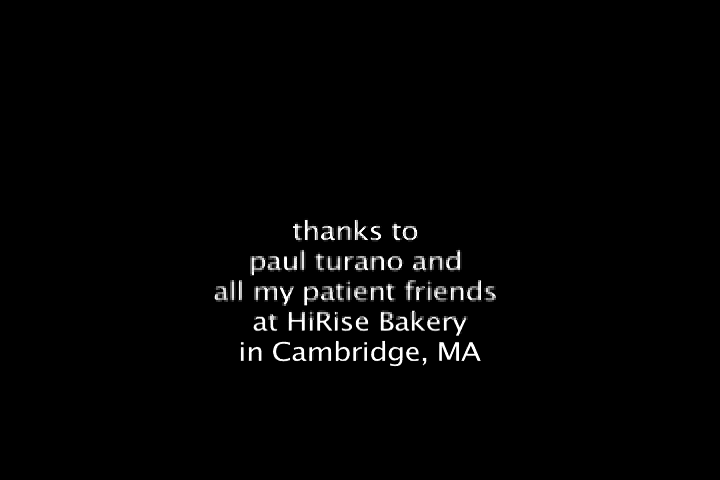 thanks to
paul turano and
all my patient friends
at HiRise Bakery
in Cambridge, MA